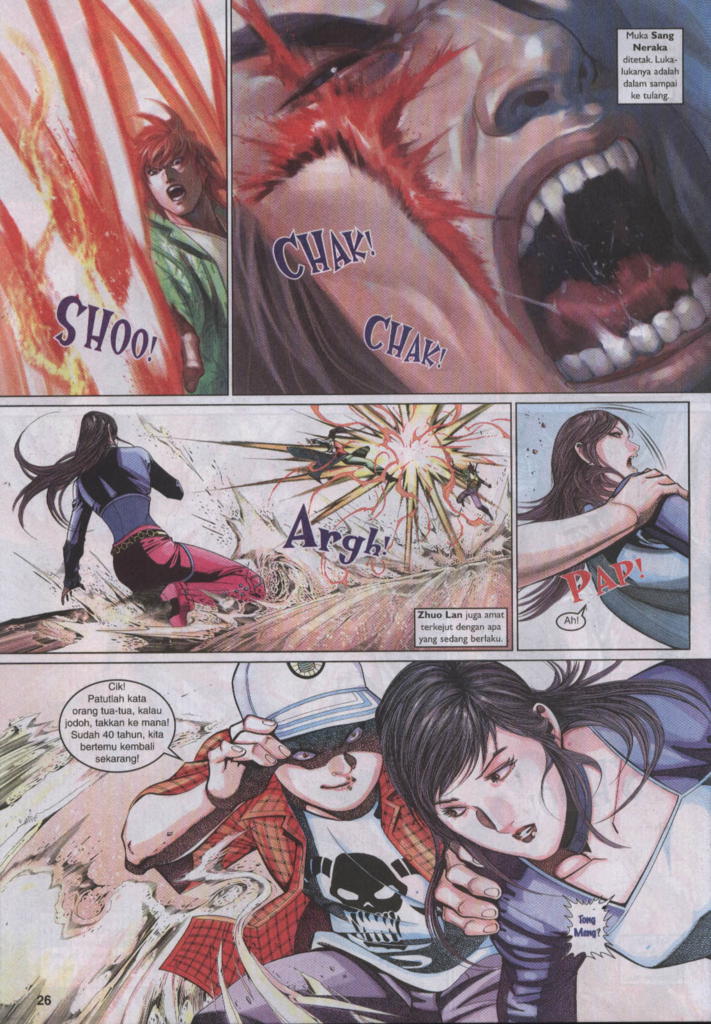 Muka Sang
Neraka
ditetak. Luka-
lukanya adalah
dalam sampai
ke tulang.
SHOO!
CHAK!
CHAK!
Argh!
Zhuo Lan juga amat
terkejut dengan apa
yang sedang berlaku.
PAP!
Ah!
Cik!
Patutlah kata
orang tua-tua, kalau
jodoh, takkan ke mana!
Sudah 40 tahun, kita
bertemu kembali
sekarang!
Tong
Meng?
26